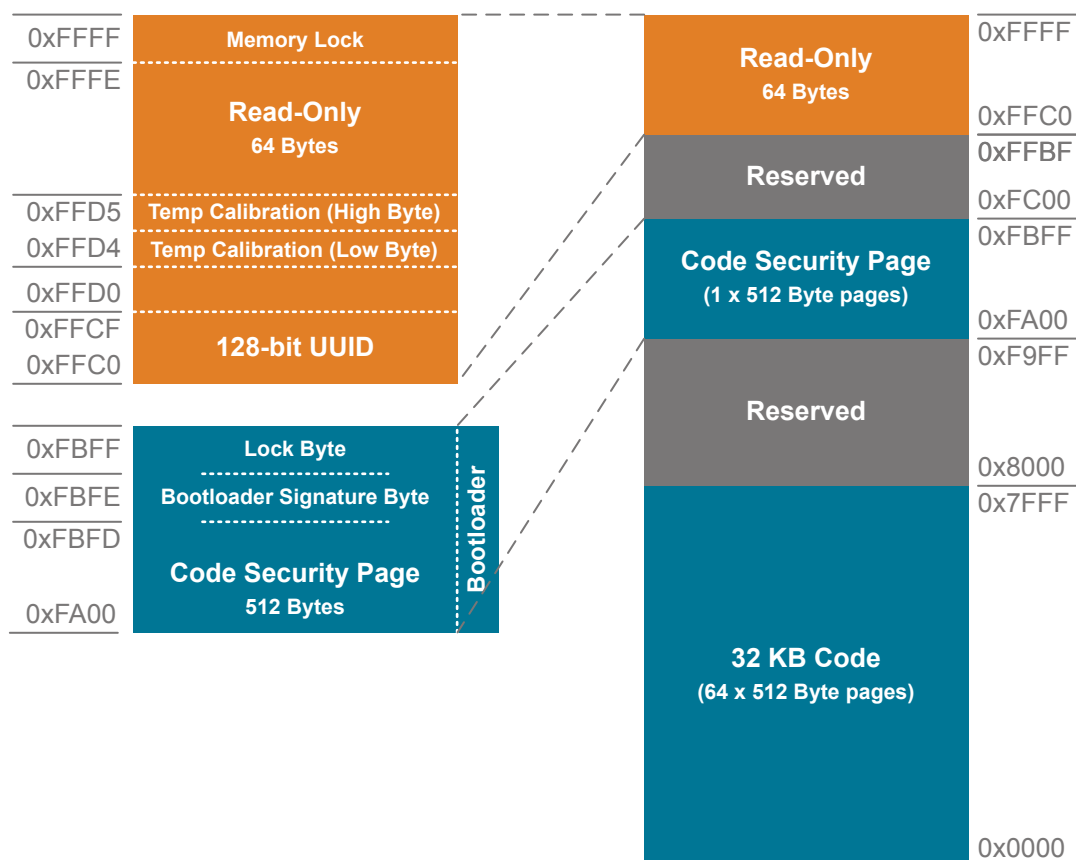 0xFFFF
Memory Lock
0xFFFE
Read-Only
64 Bytes
0xFFD5
Temp Calibration (High Byte)
0xFFD4
Temp Calibration (Low Byte)
0xFFD0
0xFFCF
128-bit UUID
0xFFC0
0xFBFF
Lock Byte
0xFBFE
Bootloader Signature Byte
0xFBFD
Code Security Page
512 Bytes
0xFA00
Bootloader
0xFFFF
Read-Only
64 Bytes
0xFFC0
0xFFBF
Reserved
0xFC00
0xFBFF
Code Security Page
(1 x 512 Byte pages)
0xFA00
0xF9FF
Reserved
0x8000
0x7FFF
32 KB Code
(64 x 512 Byte pages)
0x0000